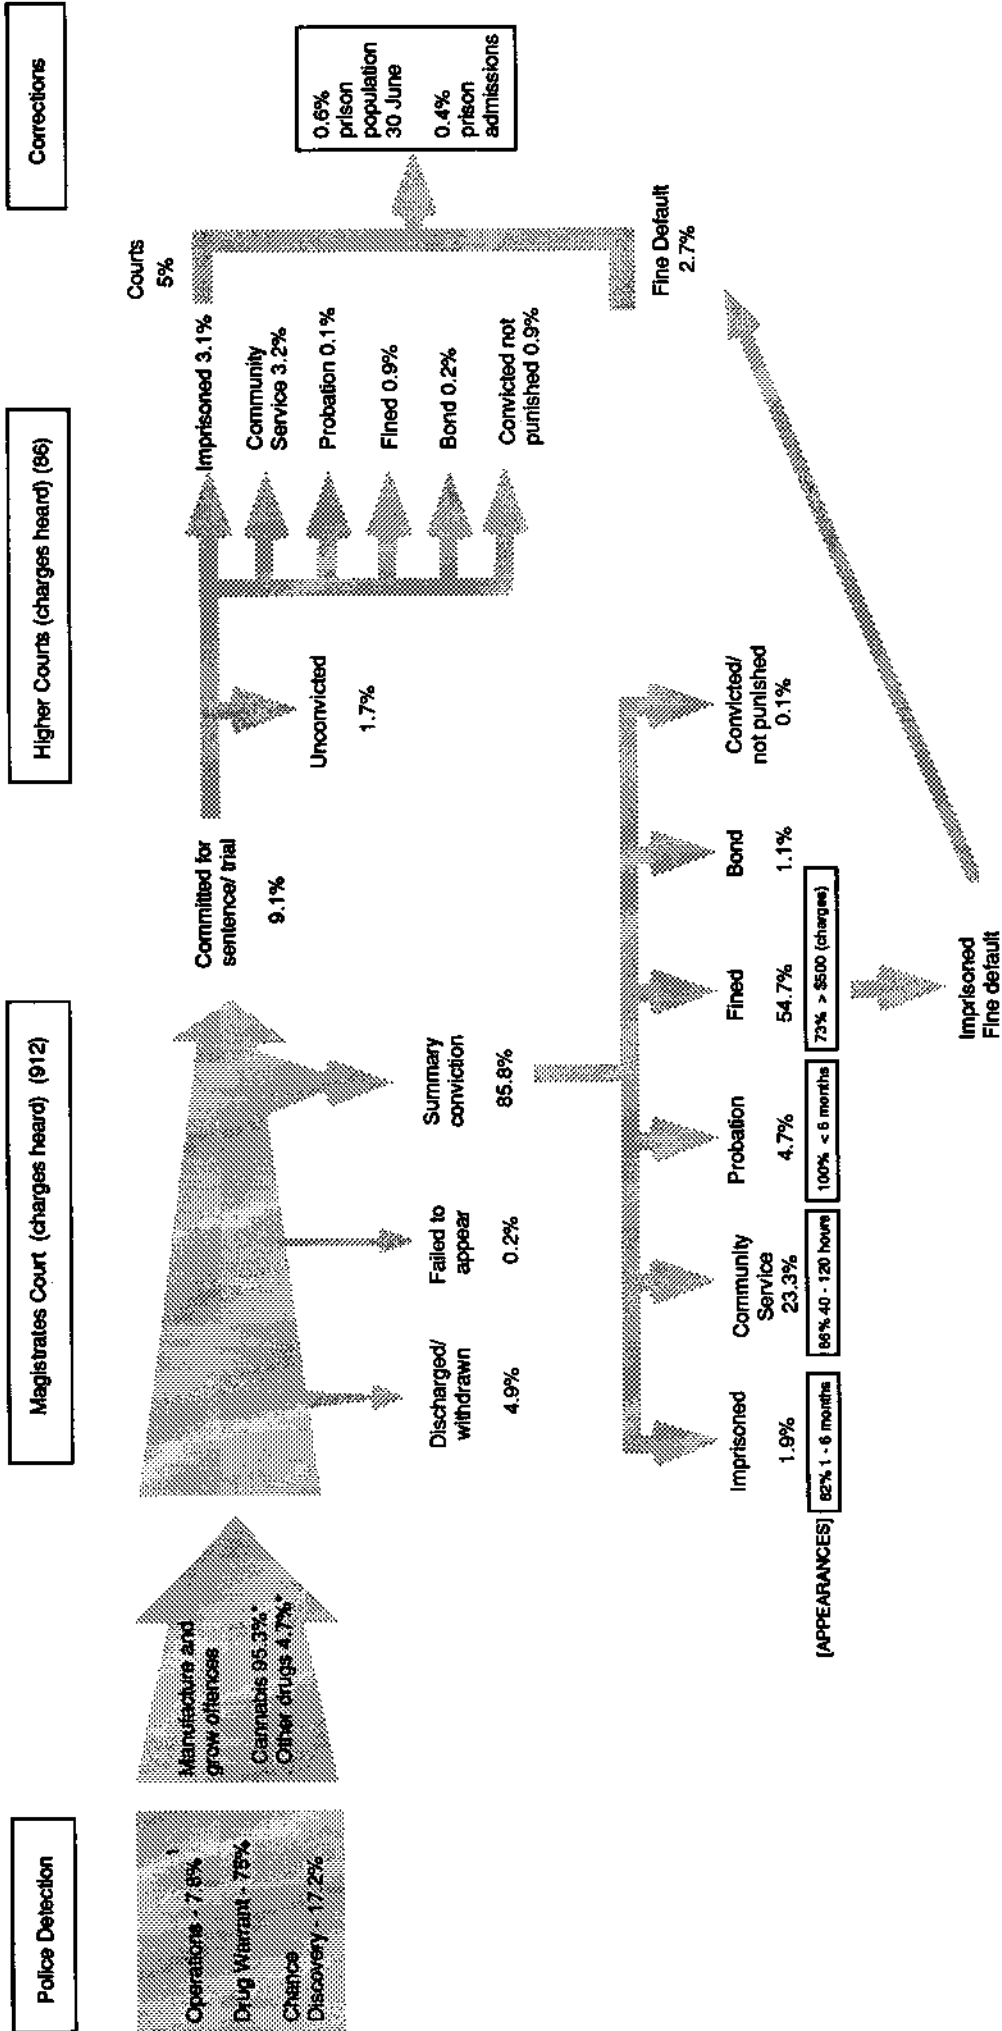 Police Detection
Magistrates Court (charges heard) (912)
Higher Courts (charges heard) (86)
Corrections
Operations - 7.8% 1
Drug Warrant - 75%
Chance
Discovery - 17.2%
Manufacture and
grow offences
Cannabis 95.3%*
Other drugs 4.7%*
Discharged/
withdrawn
4.9%
Failed to
appear
0.2%
Summary
conviction
85.8%
Committed for
sentence/ trial
9.1%
Unconvicted
1.7%
Imprisoned 3.1%
Community
Service 3.2%
Probation 0.1%
Fined 0.9%
Bond 0.2%
Convicted not
punished 0.9%
Courts
5%
Fine Default
2.7%
0.6%
prison
population
30 June
0.4%
prison
admissions
Imprisoned
1.9%
Community
Service
23.3%
Probation
4.7%
Fined
54.7%
Bond
1.1%
Convicted/
not punished
0.1%
[APPEARANCES]
82% 1 - 6 months
86% 40 - 120 hours
100% < 6 months
73% > $500 (charges)
Imprisoned
Fine default